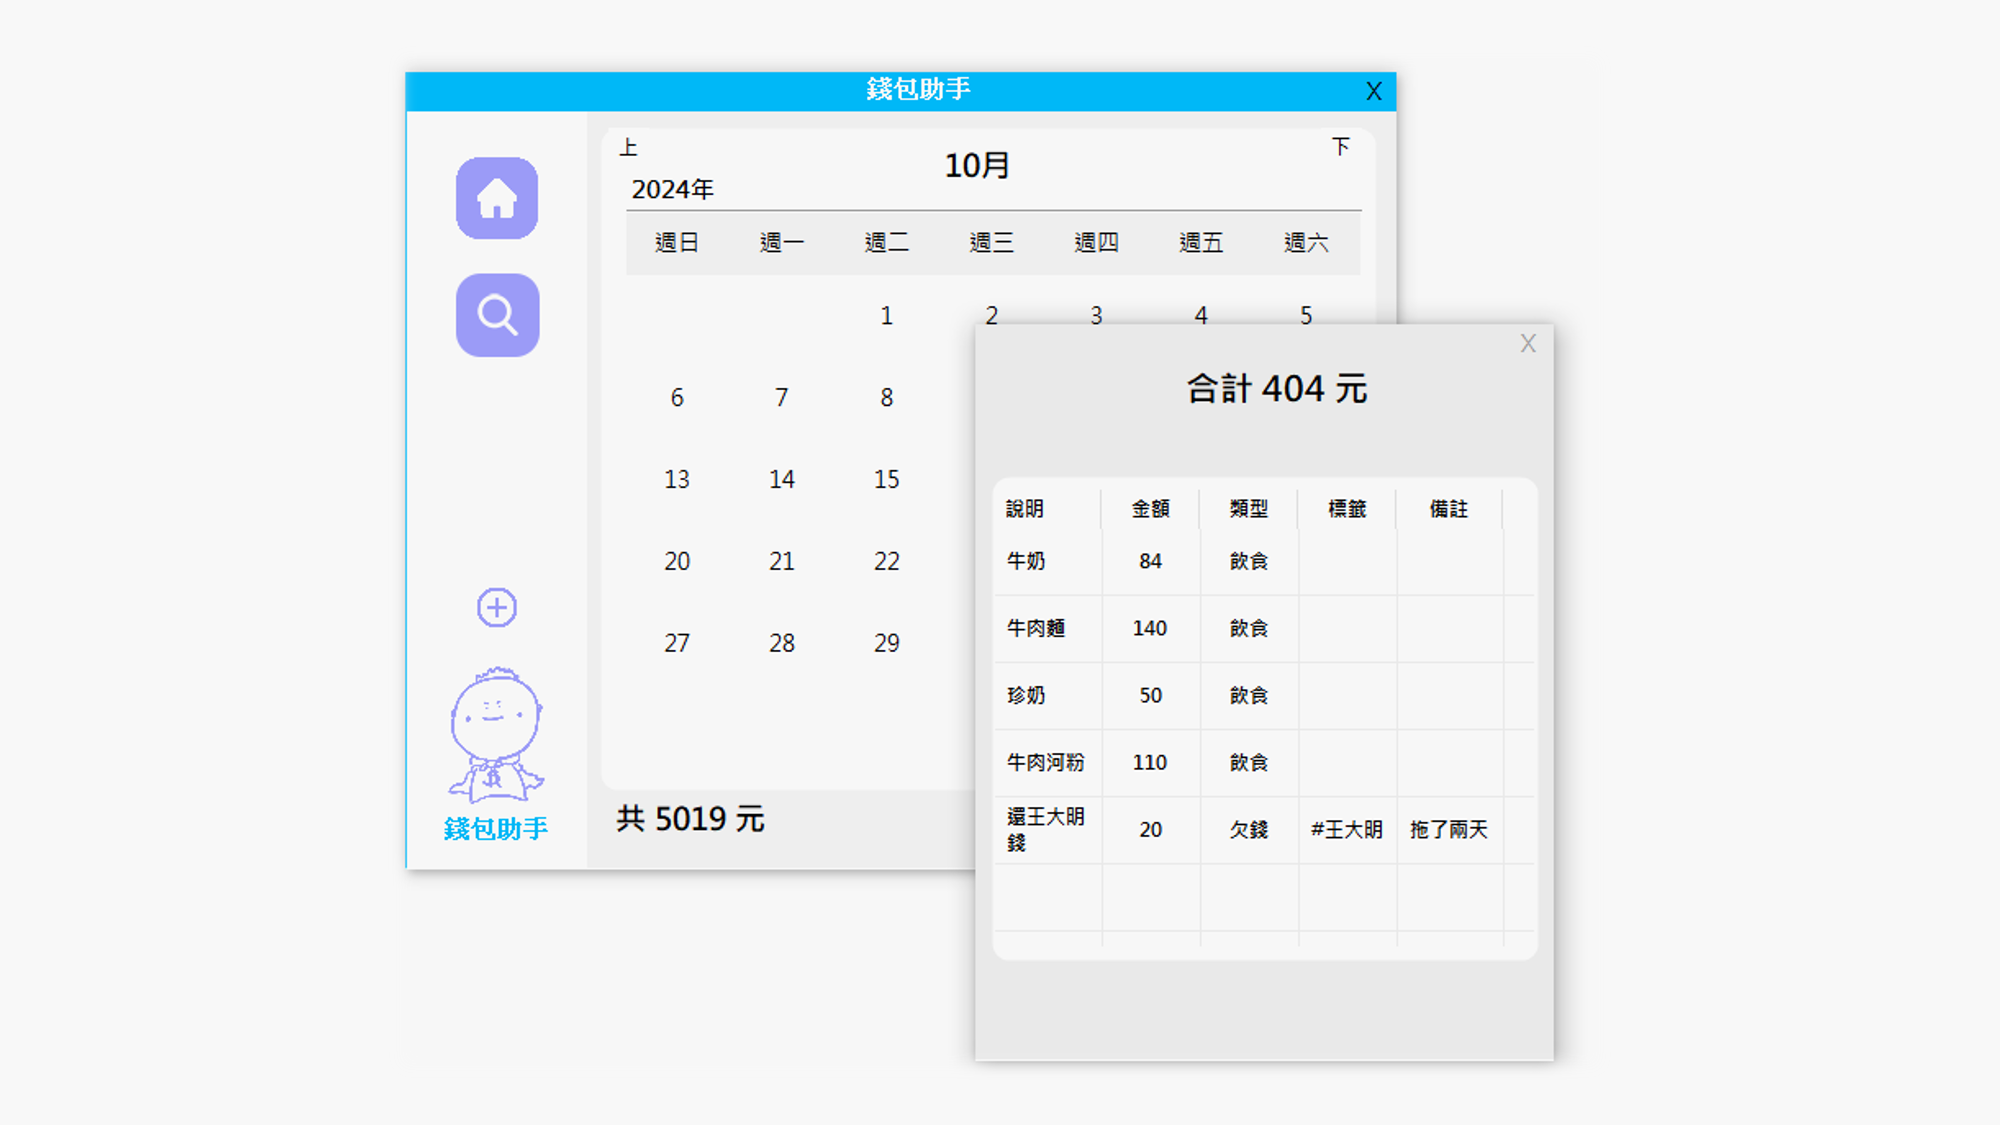 錢包助手
X
上
10月
下
2024年
週日 週一 週二 週三 週四 週五 週六
1 2 3 4 5
6 7 8
13 14 15
20 21 22
27 28 29
共 5019 元
錢包助手
X
合計 404 元
說明 金額 類型 標籤 備註
牛奶 84 飲食
牛肉麵 140 飲食
珍奶 50 飲食
牛肉河粉 110 飲食
還王大明
錢 20 欠錢 #王大明 拖了兩天